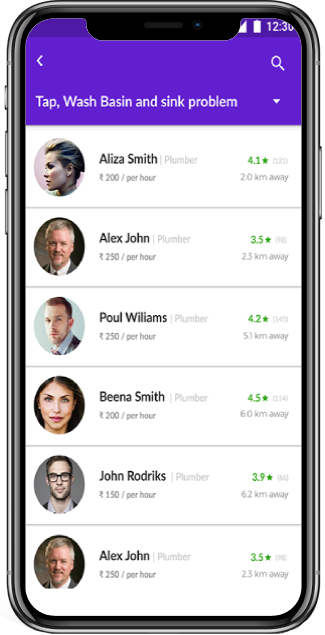 12:30
Tap, Wash Basin and sink problem
Aliza Smith | Plumber 4.1★ (121)
₹ 200 / per hour 2.0 km away
Alex John | Plumber 3.5★ (98)
₹ 250 / per hour 2.3 km away
Poul Wiliams | Plumber 4.2★ (145)
₹ 250 / per hour 5.1 km away
Beena Smith | Plumber 4.5★ (114)
₹ 200 / per hour 6.0 km away
John Rodriks | Plumber 3.9★ (66)
₹ 150 / per hour 6.2 km away
Alex John | Plumber 3.5★ (98)
₹ 250 / per hour 2.3 km away